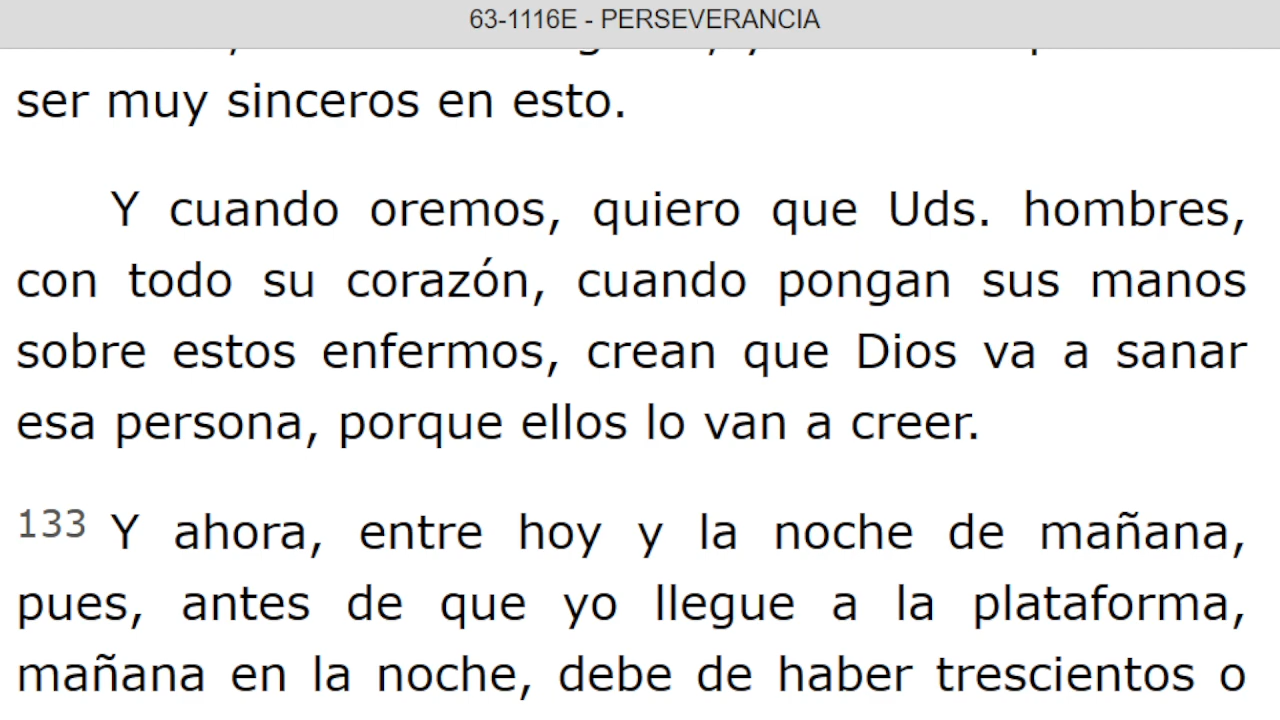 63-1116E - PERSEVERANCIA
ser muy sinceros en esto.
Y cuando oremos, quiero que Uds. hombres,
con todo su corazón, cuando pongan sus manos
sobre estos enfermos, crean que Dios va a sanar
esa persona, porque ellos lo van a creer.
133 Y ahora, entre hoy y la noche de mañana,
pues, antes de que yo llegue a la plataforma,
mañana en la noche, debe de haber trescientos o